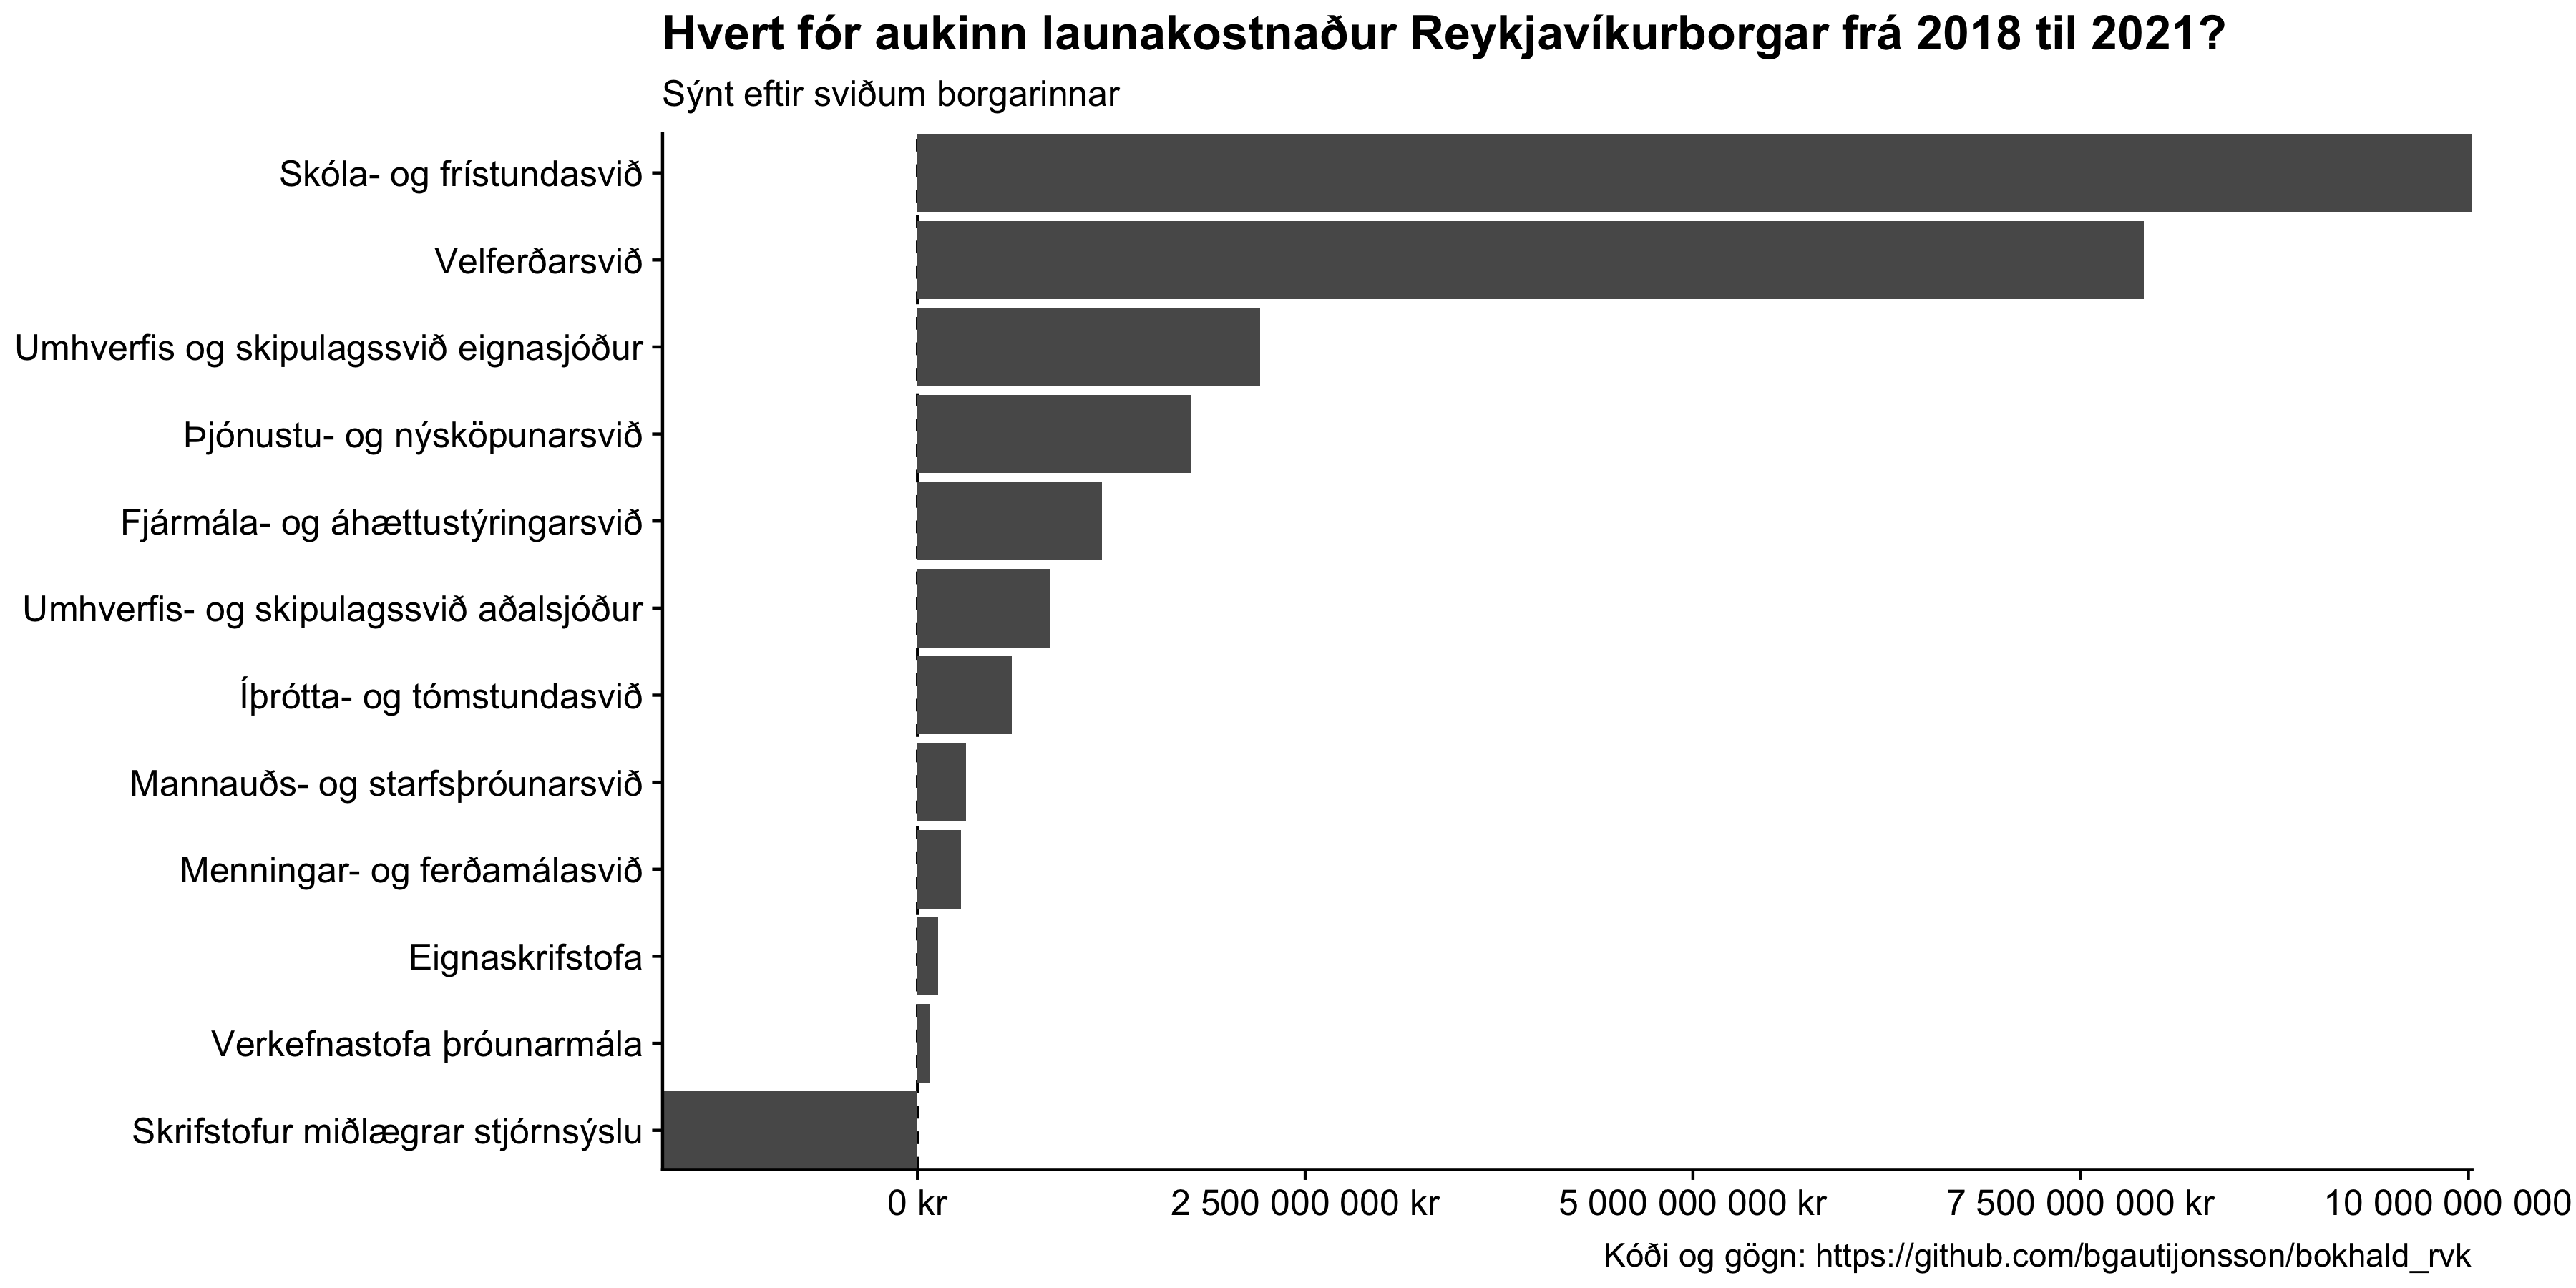 Hvert fór aukinn launakostnaður Reykjavíkurborgar frá 2018 til 2021?
Sýnt eftir sviðum borgarinnar
Skóla- og frístundasvið
Velferðarsvið
Umhverfis og skipulagssvið eignasjóður
Þjónustu- og nýsköpunarsvið
Fjármála- og áhættustýringarsvið
Umhverfis- og skipulagssvið aðalsjóður
Íþrótta- og tómstundasvið
Mannauðs- og starfsþróunarsvið
Menningar- og ferðamálasvið
Eignaskrifstofa
Verkefnastofa þróunarmála
Skrifstofur miðlægrar stjórnsýslu
0 kr 2 500 000 000 kr 5 000 000 000 kr 7 500 000 000 kr 10 000 000 000
Kóði og gögn: https://github.com/bgautijonsson/bokhald_rvk